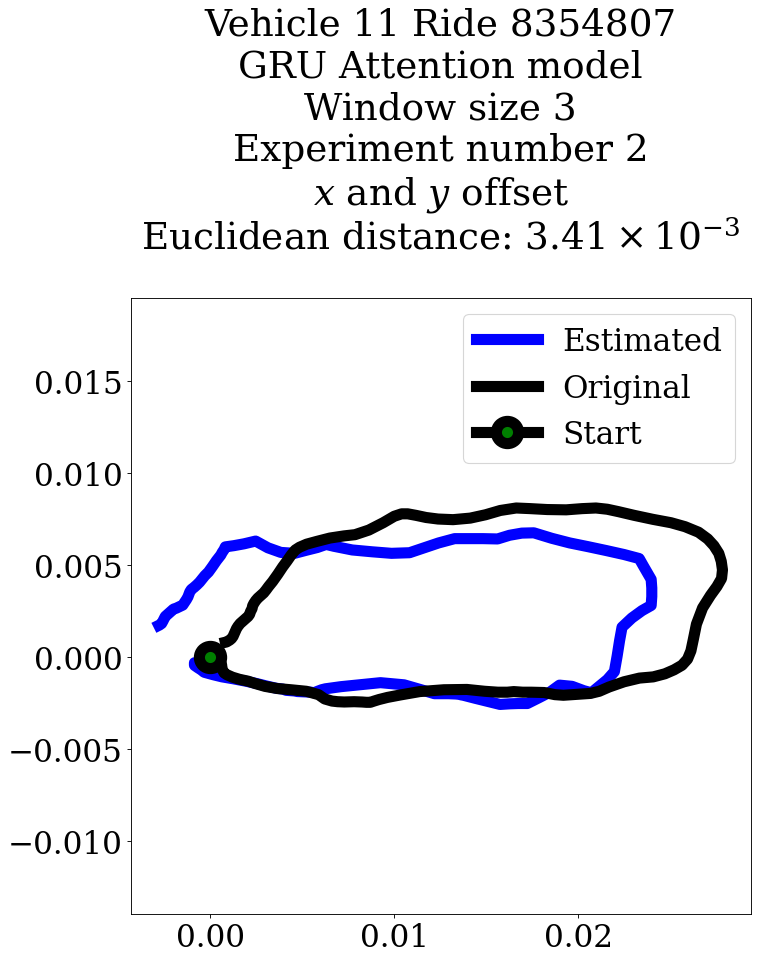 Vehicle 11 Ride 8354807
GRU Attention model
Window size 3
Experiment number 2
x and y offset
Euclidean distance: 3.41 × 10⁻³
Estimated
Original
Start
0.015
0.010
0.005
0.000
−0.005
−0.010
0.00 0.01 0.02